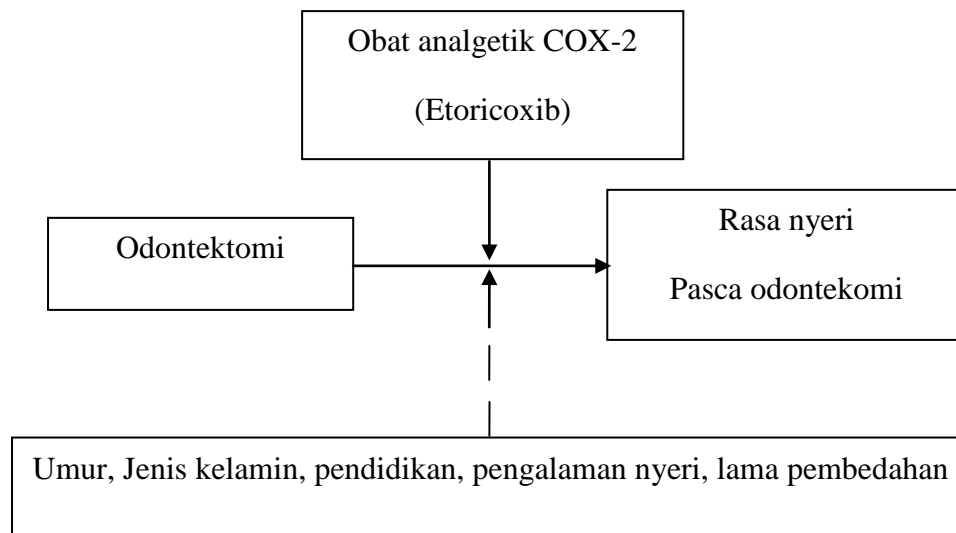 Obat analgetik COX-2
(Etoricoxib)
Odontektomi
Rasa nyeri
Pasca odontekomi
Umur, Jenis kelamin, pendidikan, pengalaman nyeri, lama pembedahan